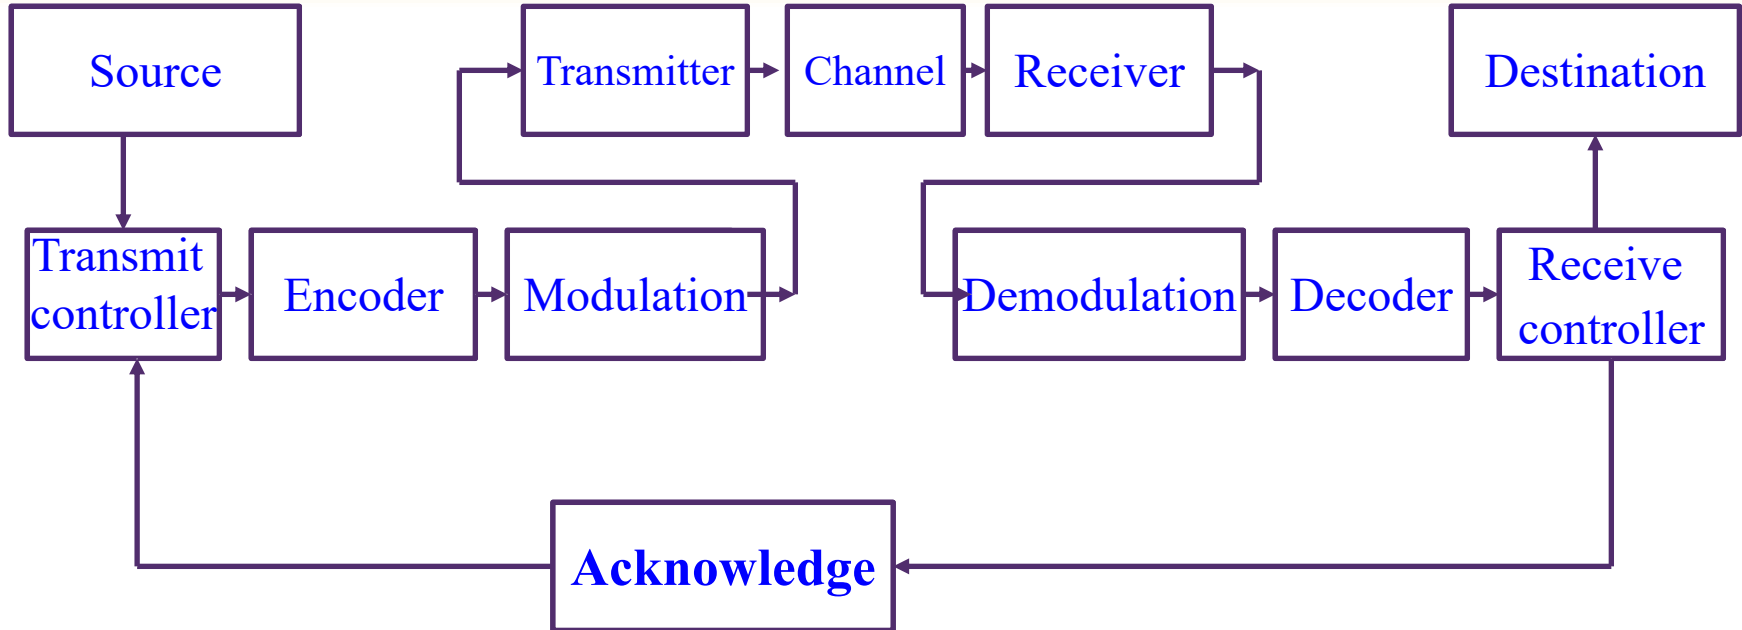 Source
Transmitter
Channel
Receiver
Destination
Transmit
controller
Encoder
Modulation
Demodulation
Decoder
Receive
controller
Acknowledge